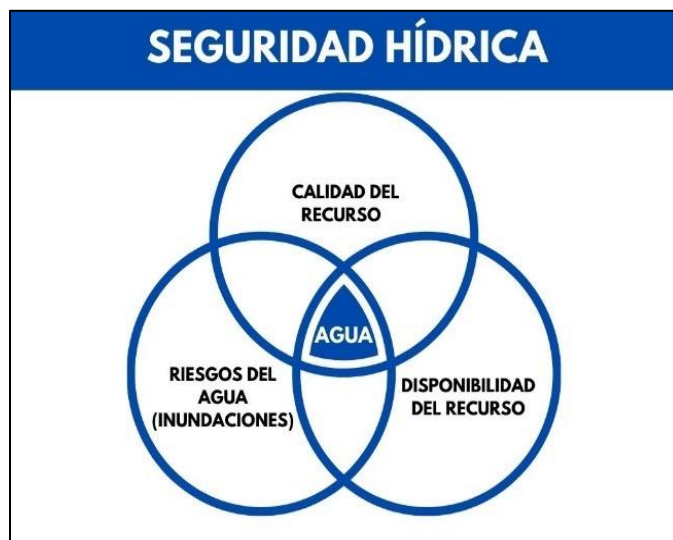 SEGURIDAD HÍDRICA
CALIDAD DEL
RECURSO
AGUA
RIESGOS DEL
AGUA
(INUNDACIONES)
DISPONIBILIDAD
DEL RECURSO